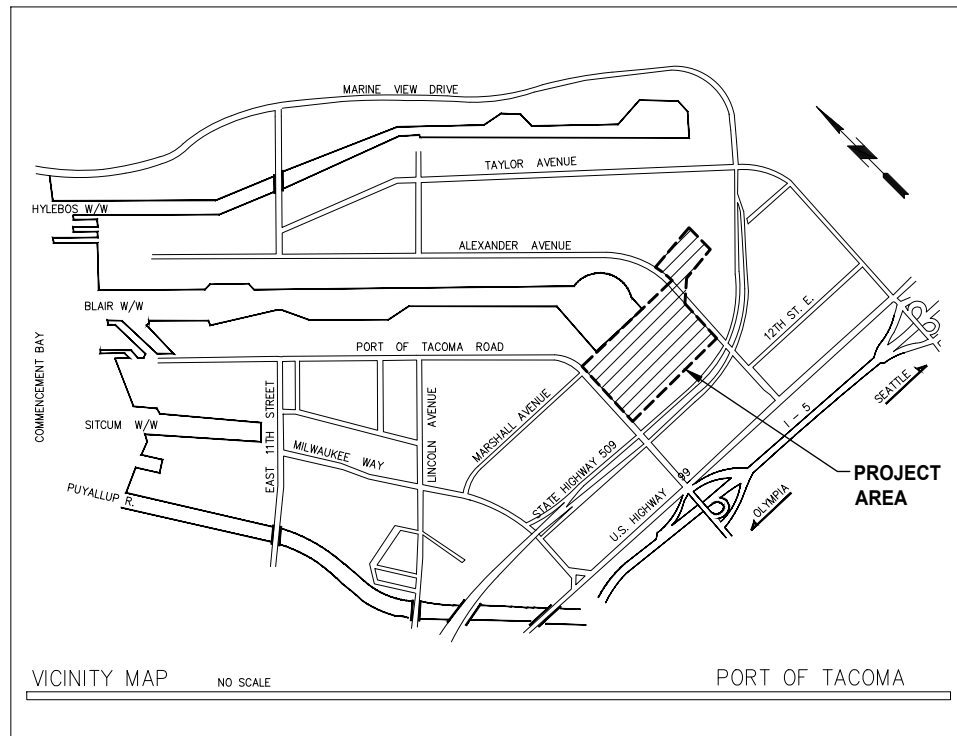 MARINE VIEW DRIVE
TAYLOR AVENUE
HYLEBOS W/W
ALEXANDER AVENUE
BLAIR W/W
12TH ST. E.
PORT OF TACOMA ROAD
COMMENCEMENT BAY
SEATTLE
SITCUM W/W
EAST 11TH STREET
LINCOLN AVENUE
MARSHALL AVENUE
I - 5
MILWAUKEE WAY
STATE HIGHWAY 509
PROJECT
AREA
PUYALLUP R.
U.S. HIGHWAY 99
OLYMPIA
VICINITY MAP
NO SCALE
PORT OF TACOMA